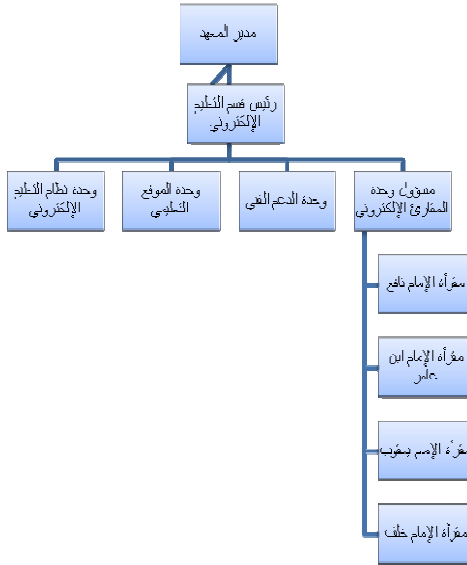 مدير المعهد
رئيس قسم التعليم
الإلكتروني
مسؤول وحدة
المقارئ الإلكتروني
وحدة الدعم الفني
وحدة الموقع
التعليمي
وحدة نظام التعليم
الإلكتروني
مقرأة الإمام نافع
مقرأة الإمام ابن
عامر
مقرأة الإمام يعقوب
مقرأة الإمام خلف